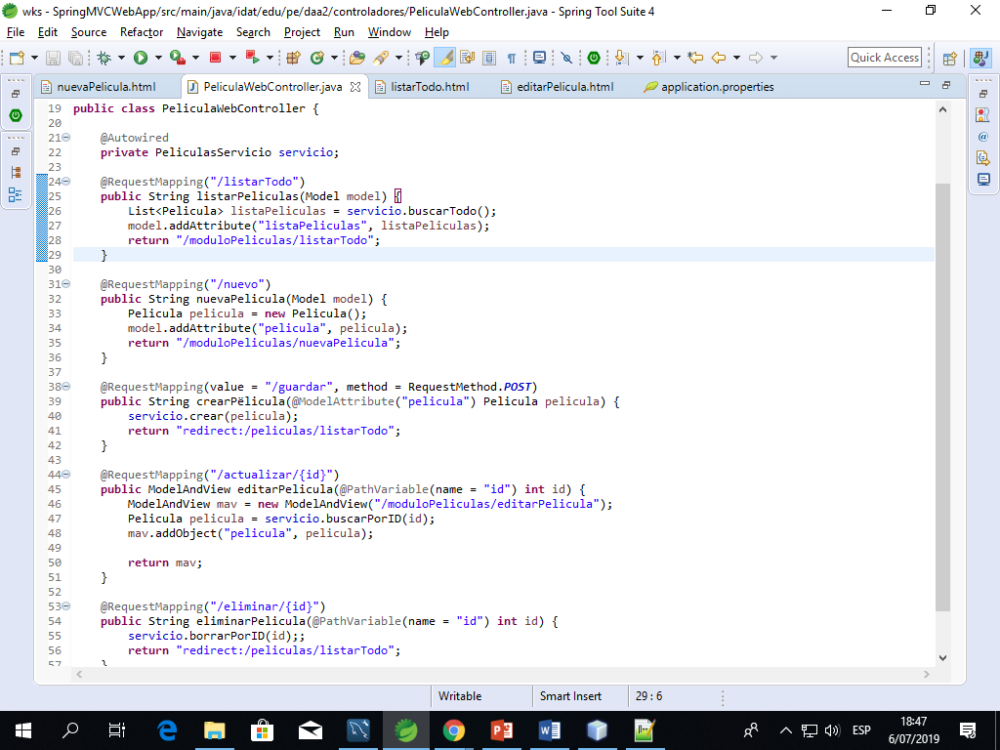 wks - SpringMVCWebApp/src/main/java/idat/edu/pe/daa2/controladores/PeliculaWebController.java - Spring Tool Suite 4
File Edit Source Refactor Navigate Search Project Run Window Help
Quick Access
nuevaPelicula.html PeliculaWebController.java listarTodo.html editarPelicula.html application.properties
19 public class PeliculaWebController {
20
21 @Autowired
22 private PeliculasServicio servicio;
23
24 @RequestMapping("/listarTodo")
25 public String listarPeliculas(Model model) {
26 List<Pelicula> listaPeliculas = servicio.buscarTodo();
27 model.addAttribute("listaPeliculas", listaPeliculas);
28 return "/moduloPeliculas/listarTodo";
29 }
30
31 @RequestMapping("/nuevo")
32 public String nuevaPelicula(Model model) {
33 Pelicula pelicula = new Pelicula();
34 model.addAttribute("pelicula", pelicula);
35 return "/moduloPeliculas/nuevaPelicula";
36 }
37
38 @RequestMapping(value = "/guardar", method = RequestMethod.POST)
39 public String crearPëlicula(@ModelAttribute("pelicula") Pelicula pelicula) {
40 servicio.crear(pelicula);
41 return "redirect:/peliculas/listarTodo";
42 }
43
44 @RequestMapping("/actualizar/{id}")
45 public ModelAndView editarPelicula(@PathVariable(name = "id") int id) {
46 ModelAndView mav = new ModelAndView("/moduloPeliculas/editarPelicula");
47 Pelicula pelicula = servicio.buscarPorID(id);
48 mav.addObject("pelicula", pelicula);
49
50 return mav;
51 }
52
53 @RequestMapping("/eliminar/{id}")
54 public String eliminarPelicula(@PathVariable(name = "id") int id) {
55 servicio.borrarPorID(id);;
56 return "redirect:/peliculas/listarTodo";
57 }
Writable Smart Insert 29 : 6
ESP 18:47
6/07/2019